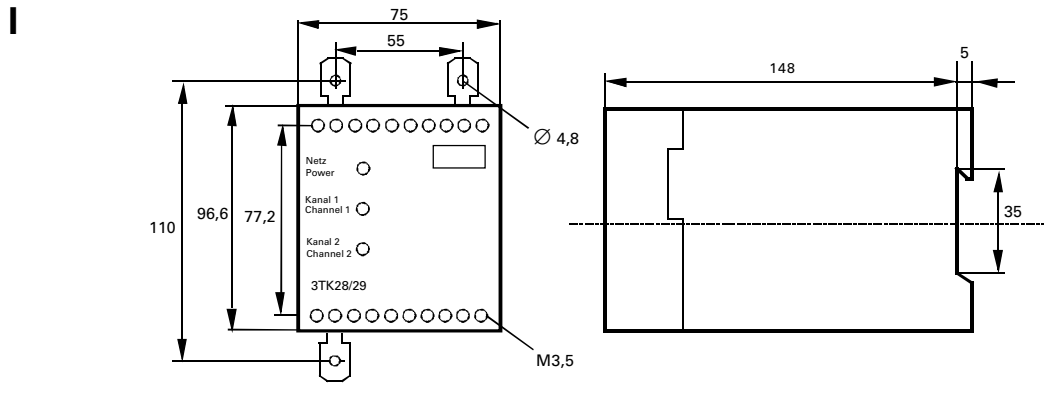 I
75
55
5
148
Ø 4,8
Netz
Power
Kanal 1
Channel 1
110
96,6
77,2
35
Kanal 2
Channel 2
3TK28/29
M3,5